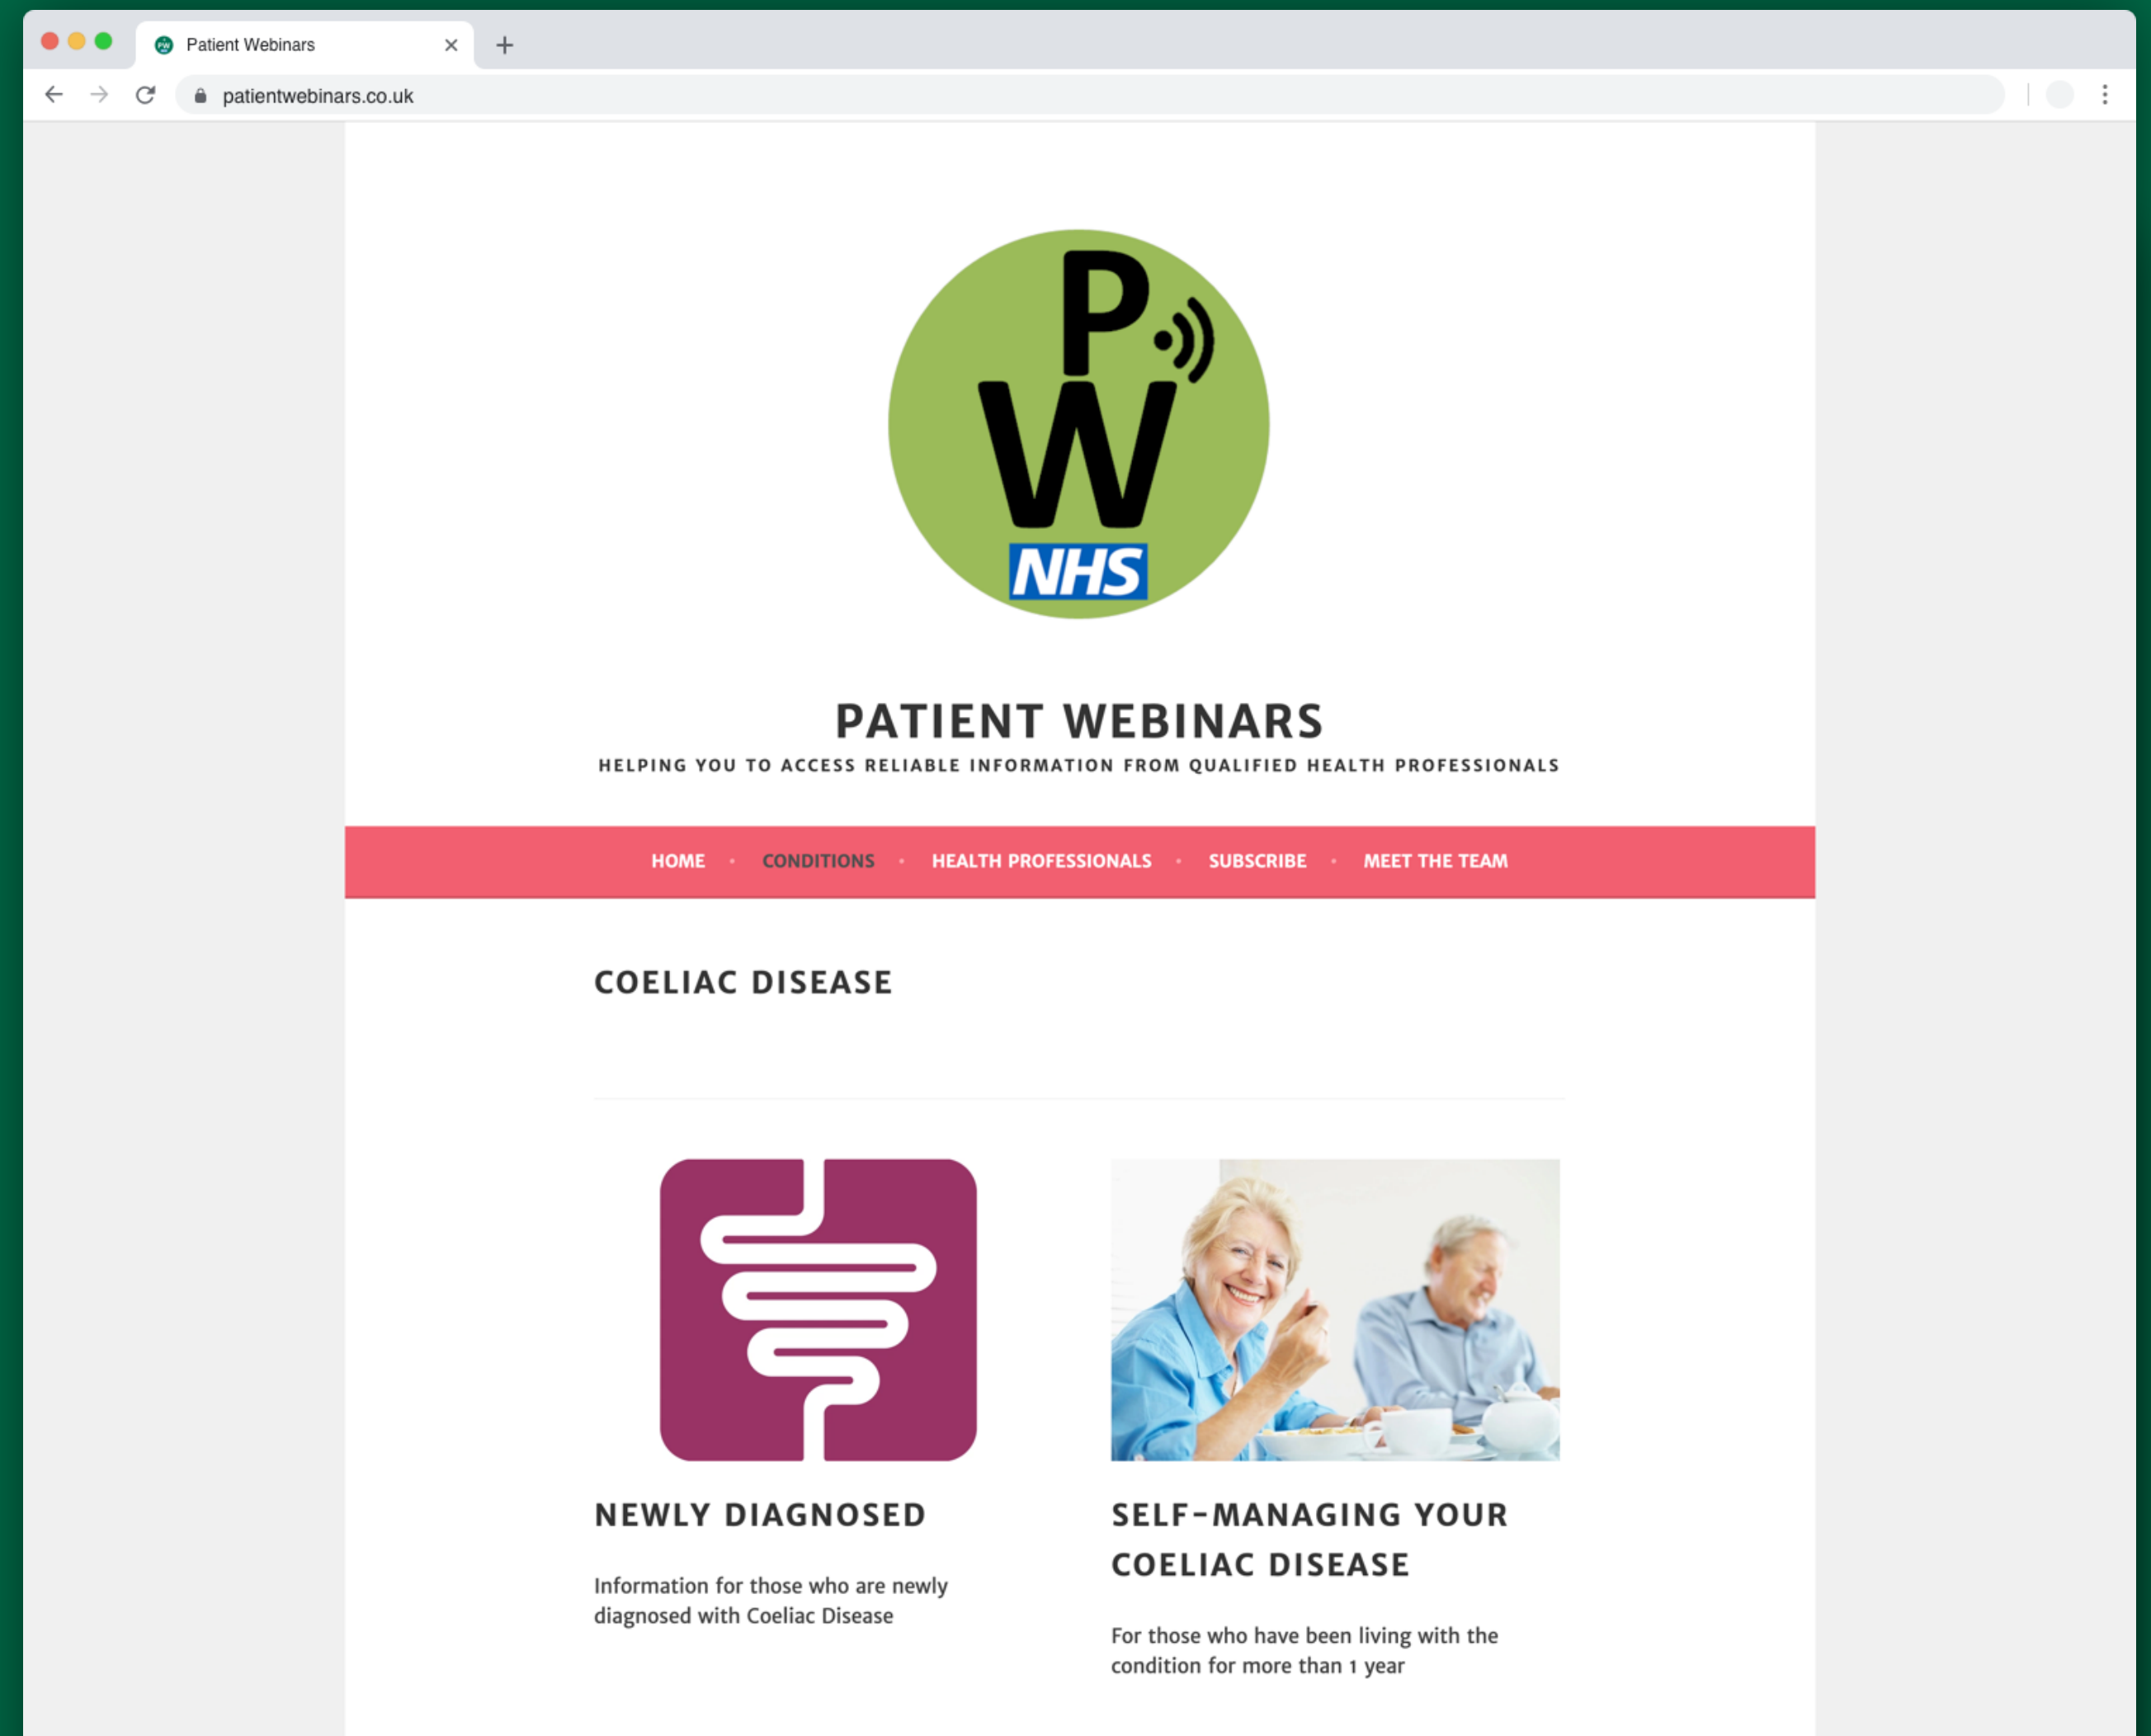 Patient Webinars
patientwebinars.co.uk
P
W
NHS
PATIENT WEBINARS
HELPING YOU TO ACCESS RELIABLE INFORMATION FROM QUALIFIED HEALTH PROFESSIONALS
HOME • CONDITIONS • HEALTH PROFESSIONALS • SUBSCRIBE • MEET THE TEAM
COELIAC DISEASE
NEWLY DIAGNOSED
Information for those who are newly
diagnosed with Coeliac Disease
SELF-MANAGING YOUR
COELIAC DISEASE
For those who have been living with the
condition for more than 1 year